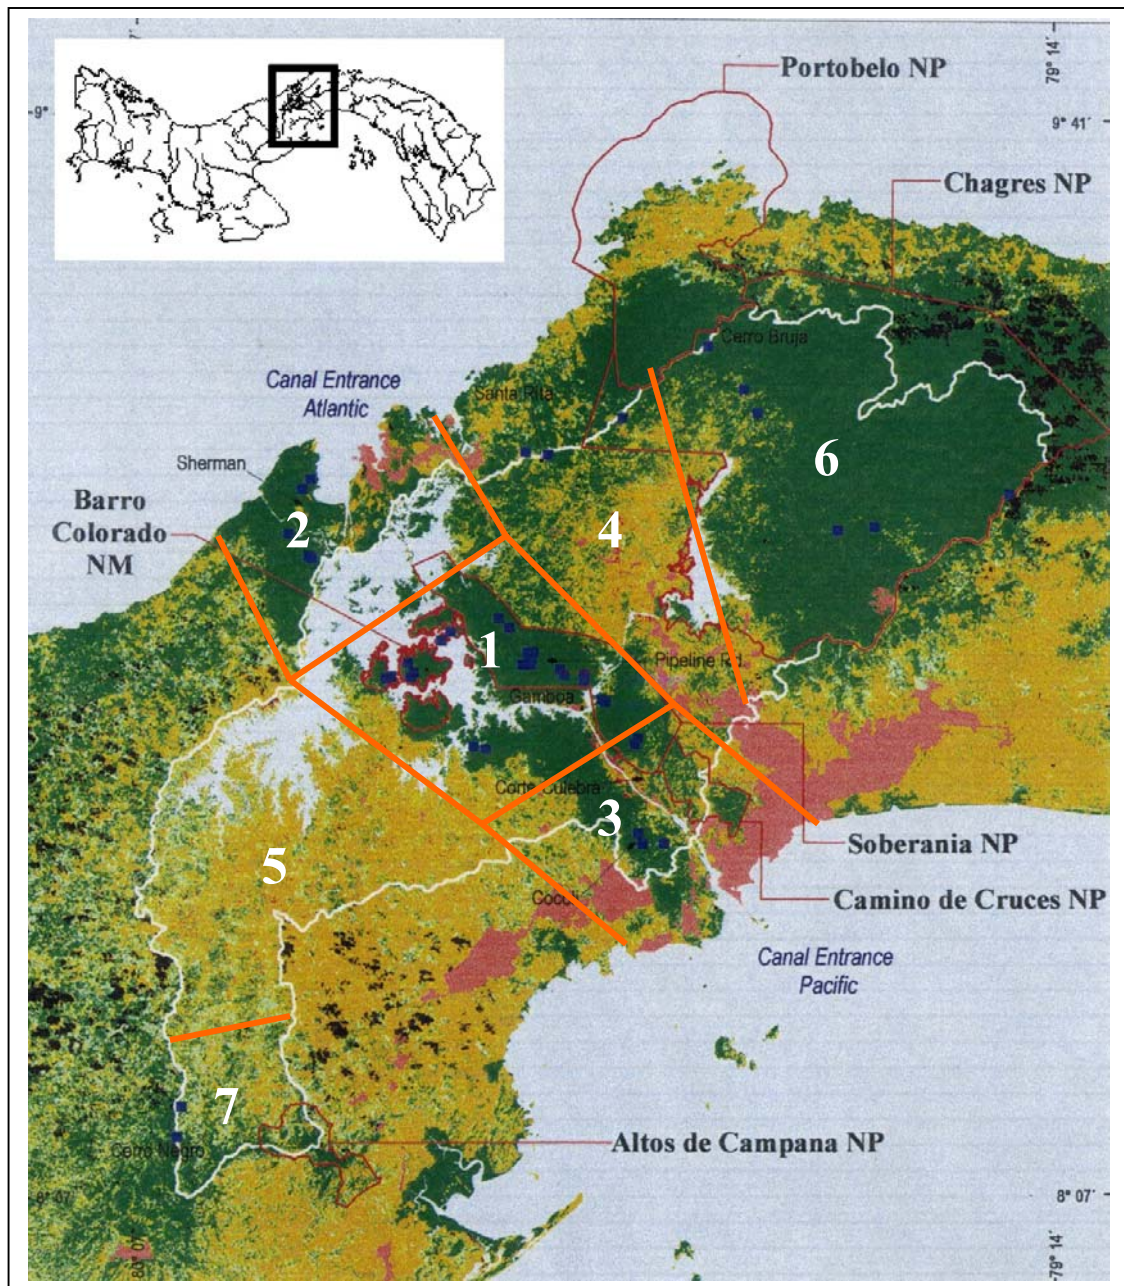 Portobelo NP
79° 14´
9°
9° 41´
Chagres NP
Cerro Bruja
Canal Entrance
Atlantic
Santa Rita
Sherman
6
Barro
Colorado
NM
2
4
1
Pipeline Rd.
Gamboa
Corte Culebra
3
Soberania NP
5
Camino de Cruces NP
Canal Entrance
Pacific
7
Altos de Campana NP
Cerro Negro
8° 07´
8° 07´
79° 14´